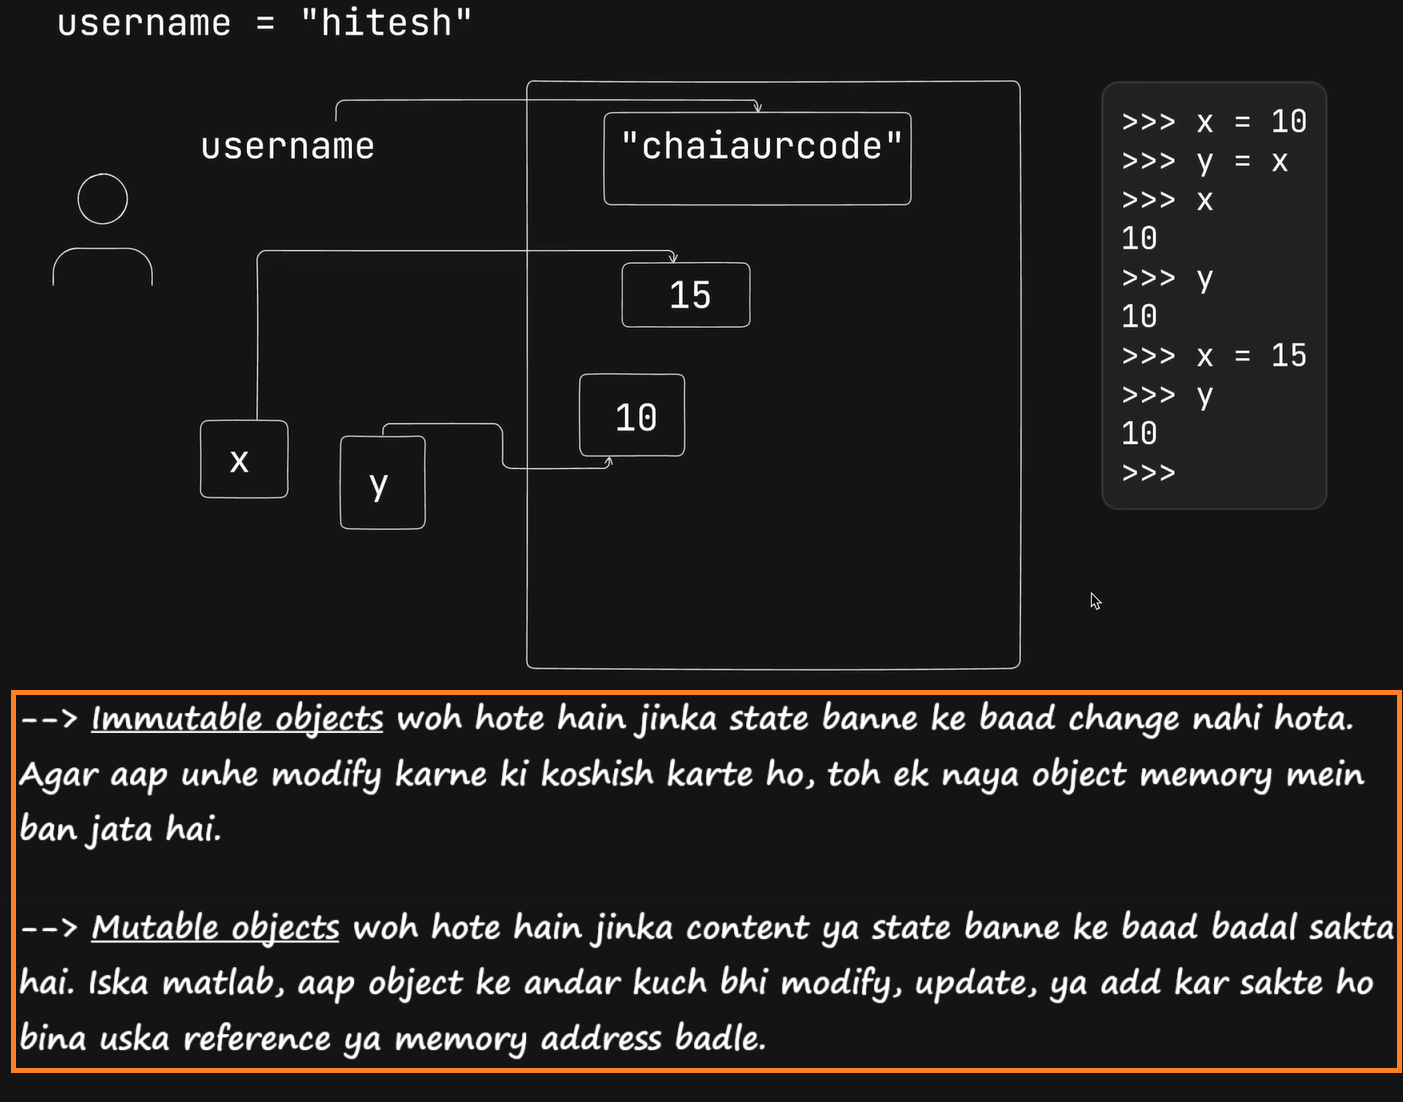 username = "hitesh"
username
"chaiaurcode"
15
10
x
y
>>> x = 10
>>> y = x
>>> x
10
>>> y
10
>>> x = 15
>>> y
10
>>>
--> Immutable objects woh hote hain jinka state banne ke baad change nahi hota.
Agar aap unhe modify karne ki koshish karte ho, toh ek naya object memory mein
ban jata hai.
--> Mutable objects woh hote hain jinka content ya state banne ke baad badal sakta
hai. Iska matlab, aap object ke andar kuch bhi modify, update, ya add kar sakte ho
bina uska reference ya memory address badle.